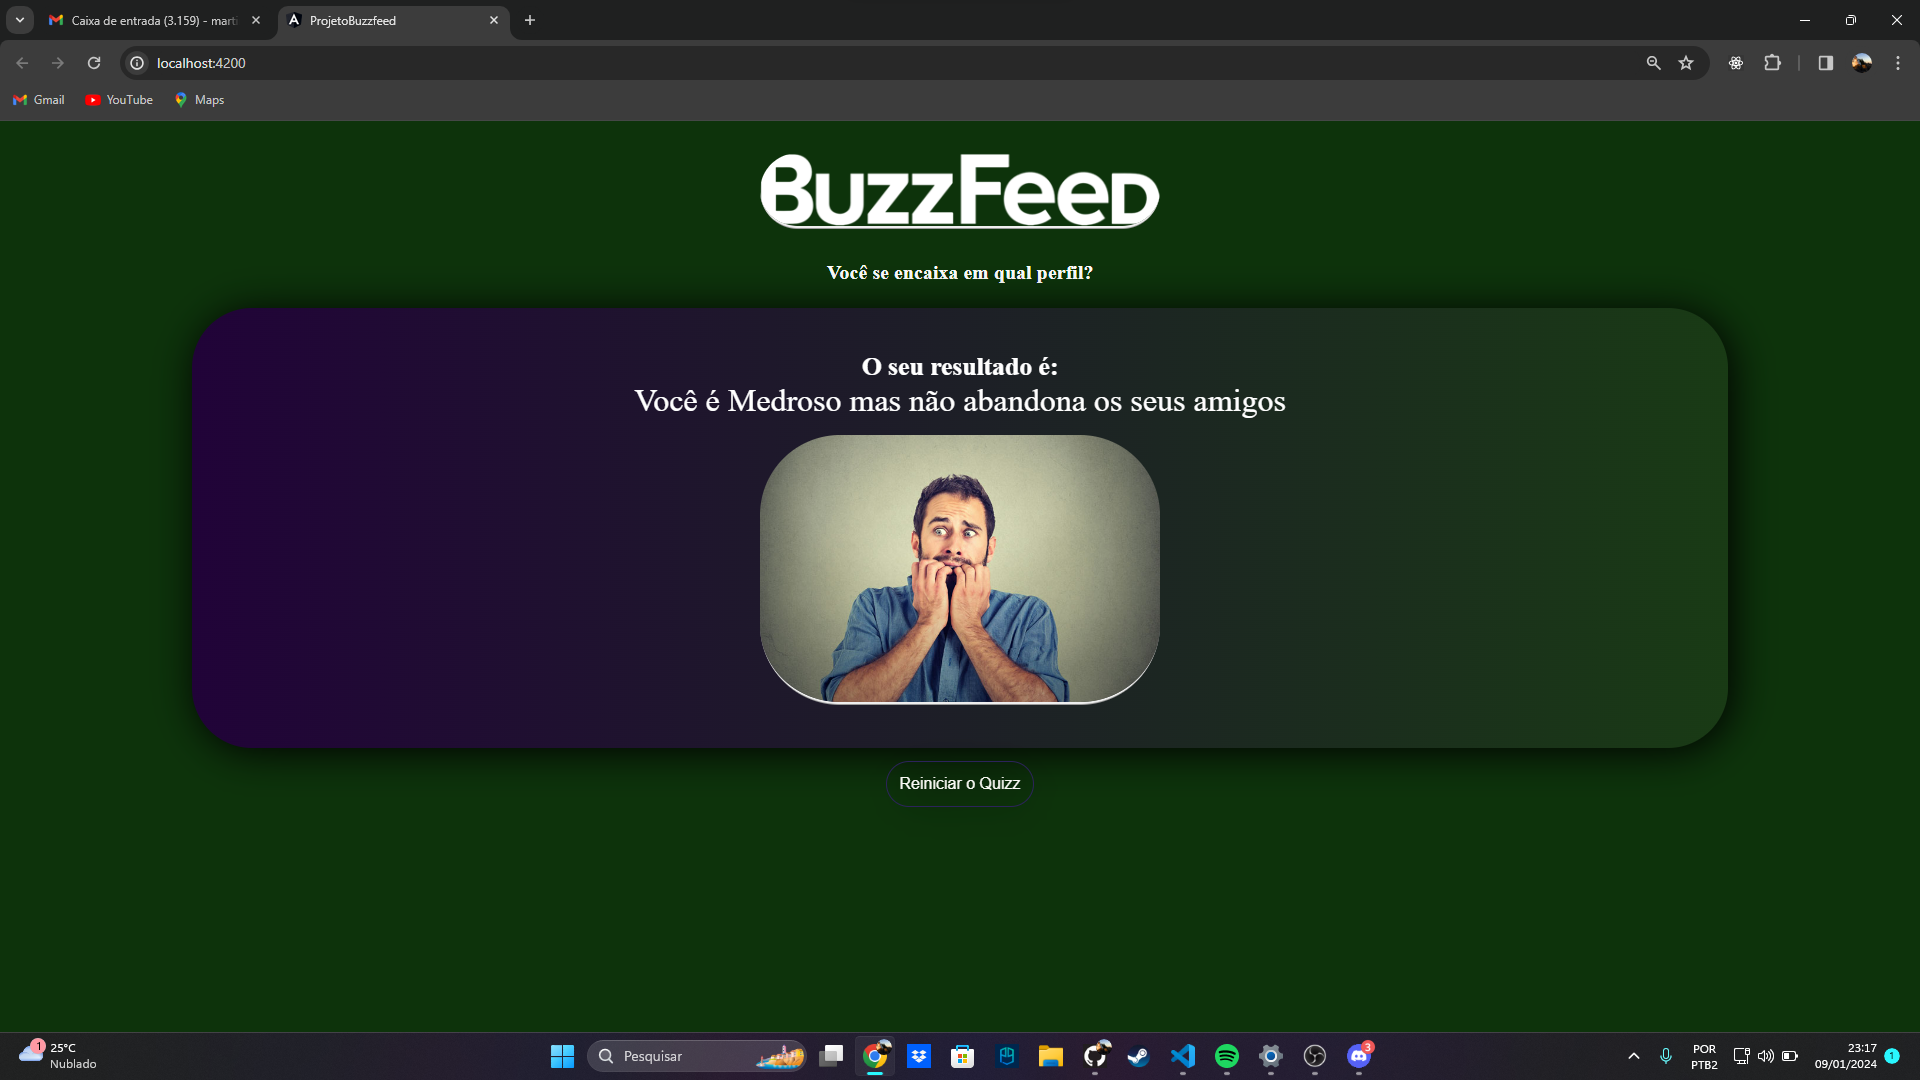 Caixa de entrada (3.159) - marti
ProjetoBuzzfeed
localhost:4200
Gmail
YouTube
Maps
BuzzFeed
Você se encaixa em qual perfil?
O seu resultado é:
Você é Medroso mas não abandona os seus amigos
Reiniciar o Quizz
1
25°C
Nublado
Pesquisar
3
POR
PTB2
23:17
09/01/2024
1